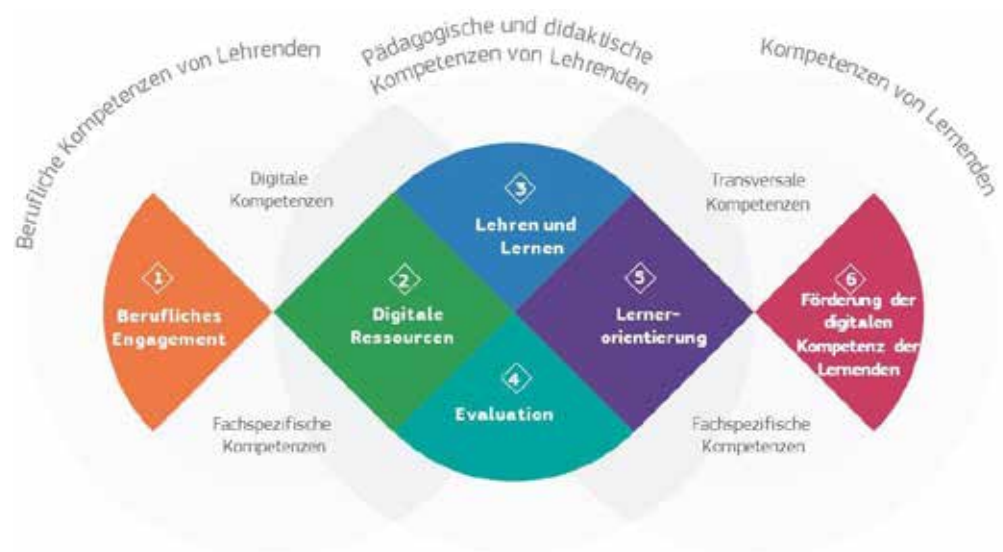 Berufliche Kompetenzen von Lehrenden
Pädagogische und didaktische
Kompetenzen von Lehrenden
Kompetenzen von Lernenden
Digitale
Kompetenzen
Transversale
Kompetenzen
1
Berufliches
Engagement
2
Digitale
Ressourcen
3
Lehren und
Lernen
4
Evaluation
5
Lerner-
orientierung
6
Förderung der
digitalen
Kompetenz der
Lernenden
Fachspezifische
Kompetenzen
Fachspezifische
Kompetenzen